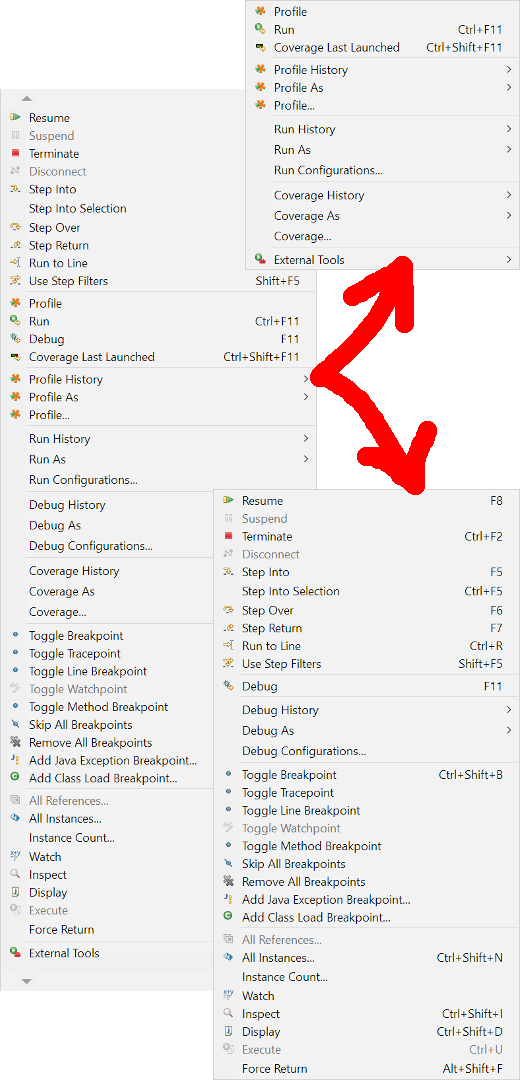 Profile
Run Ctrl+F11
Coverage Last Launched Ctrl+Shift+F11
Profile History
Profile As
Profile...
Run History
Run As
Run Configurations...
Coverage History
Coverage As
Coverage...
External Tools
Resume
Suspend
Terminate
Disconnect
Step Into
Step Into Selection
Step Over
Step Return
Run to Line
Use Step Filters Shift+F5
Profile
Run Ctrl+F11
Debug F11
Coverage Last Launched Ctrl+Shift+F11
Profile History
Profile As
Profile...
Run History
Run As
Run Configurations...
Debug History
Debug As
Debug Configurations...
Coverage History
Coverage As
Coverage...
Toggle Breakpoint
Toggle Tracepoint
Toggle Line Breakpoint
Toggle Watchpoint
Toggle Method Breakpoint
Skip All Breakpoints
Remove All Breakpoints
Add Java Exception Breakpoint...
Add Class Load Breakpoint...
All References...
All Instances...
Instance Count...
Watch
Inspect
Display
Execute
Force Return
External Tools
Resume F8
Suspend
Terminate Ctrl+F2
Disconnect
Step Into F5
Step Into Selection Ctrl+F5
Step Over F6
Step Return F7
Run to Line Ctrl+R
Use Step Filters Shift+F5
Debug F11
Debug History
Debug As
Debug Configurations...
Toggle Breakpoint Ctrl+Shift+B
Toggle Tracepoint
Toggle Line Breakpoint
Toggle Watchpoint
Toggle Method Breakpoint
Skip All Breakpoints
Remove All Breakpoints
Add Java Exception Breakpoint...
Add Class Load Breakpoint...
All References...
All Instances... Ctrl+Shift+N
Instance Count...
Watch
Inspect Ctrl+Shift+I
Display Ctrl+Shift+D
Execute Ctrl+U
Force Return Alt+Shift+F